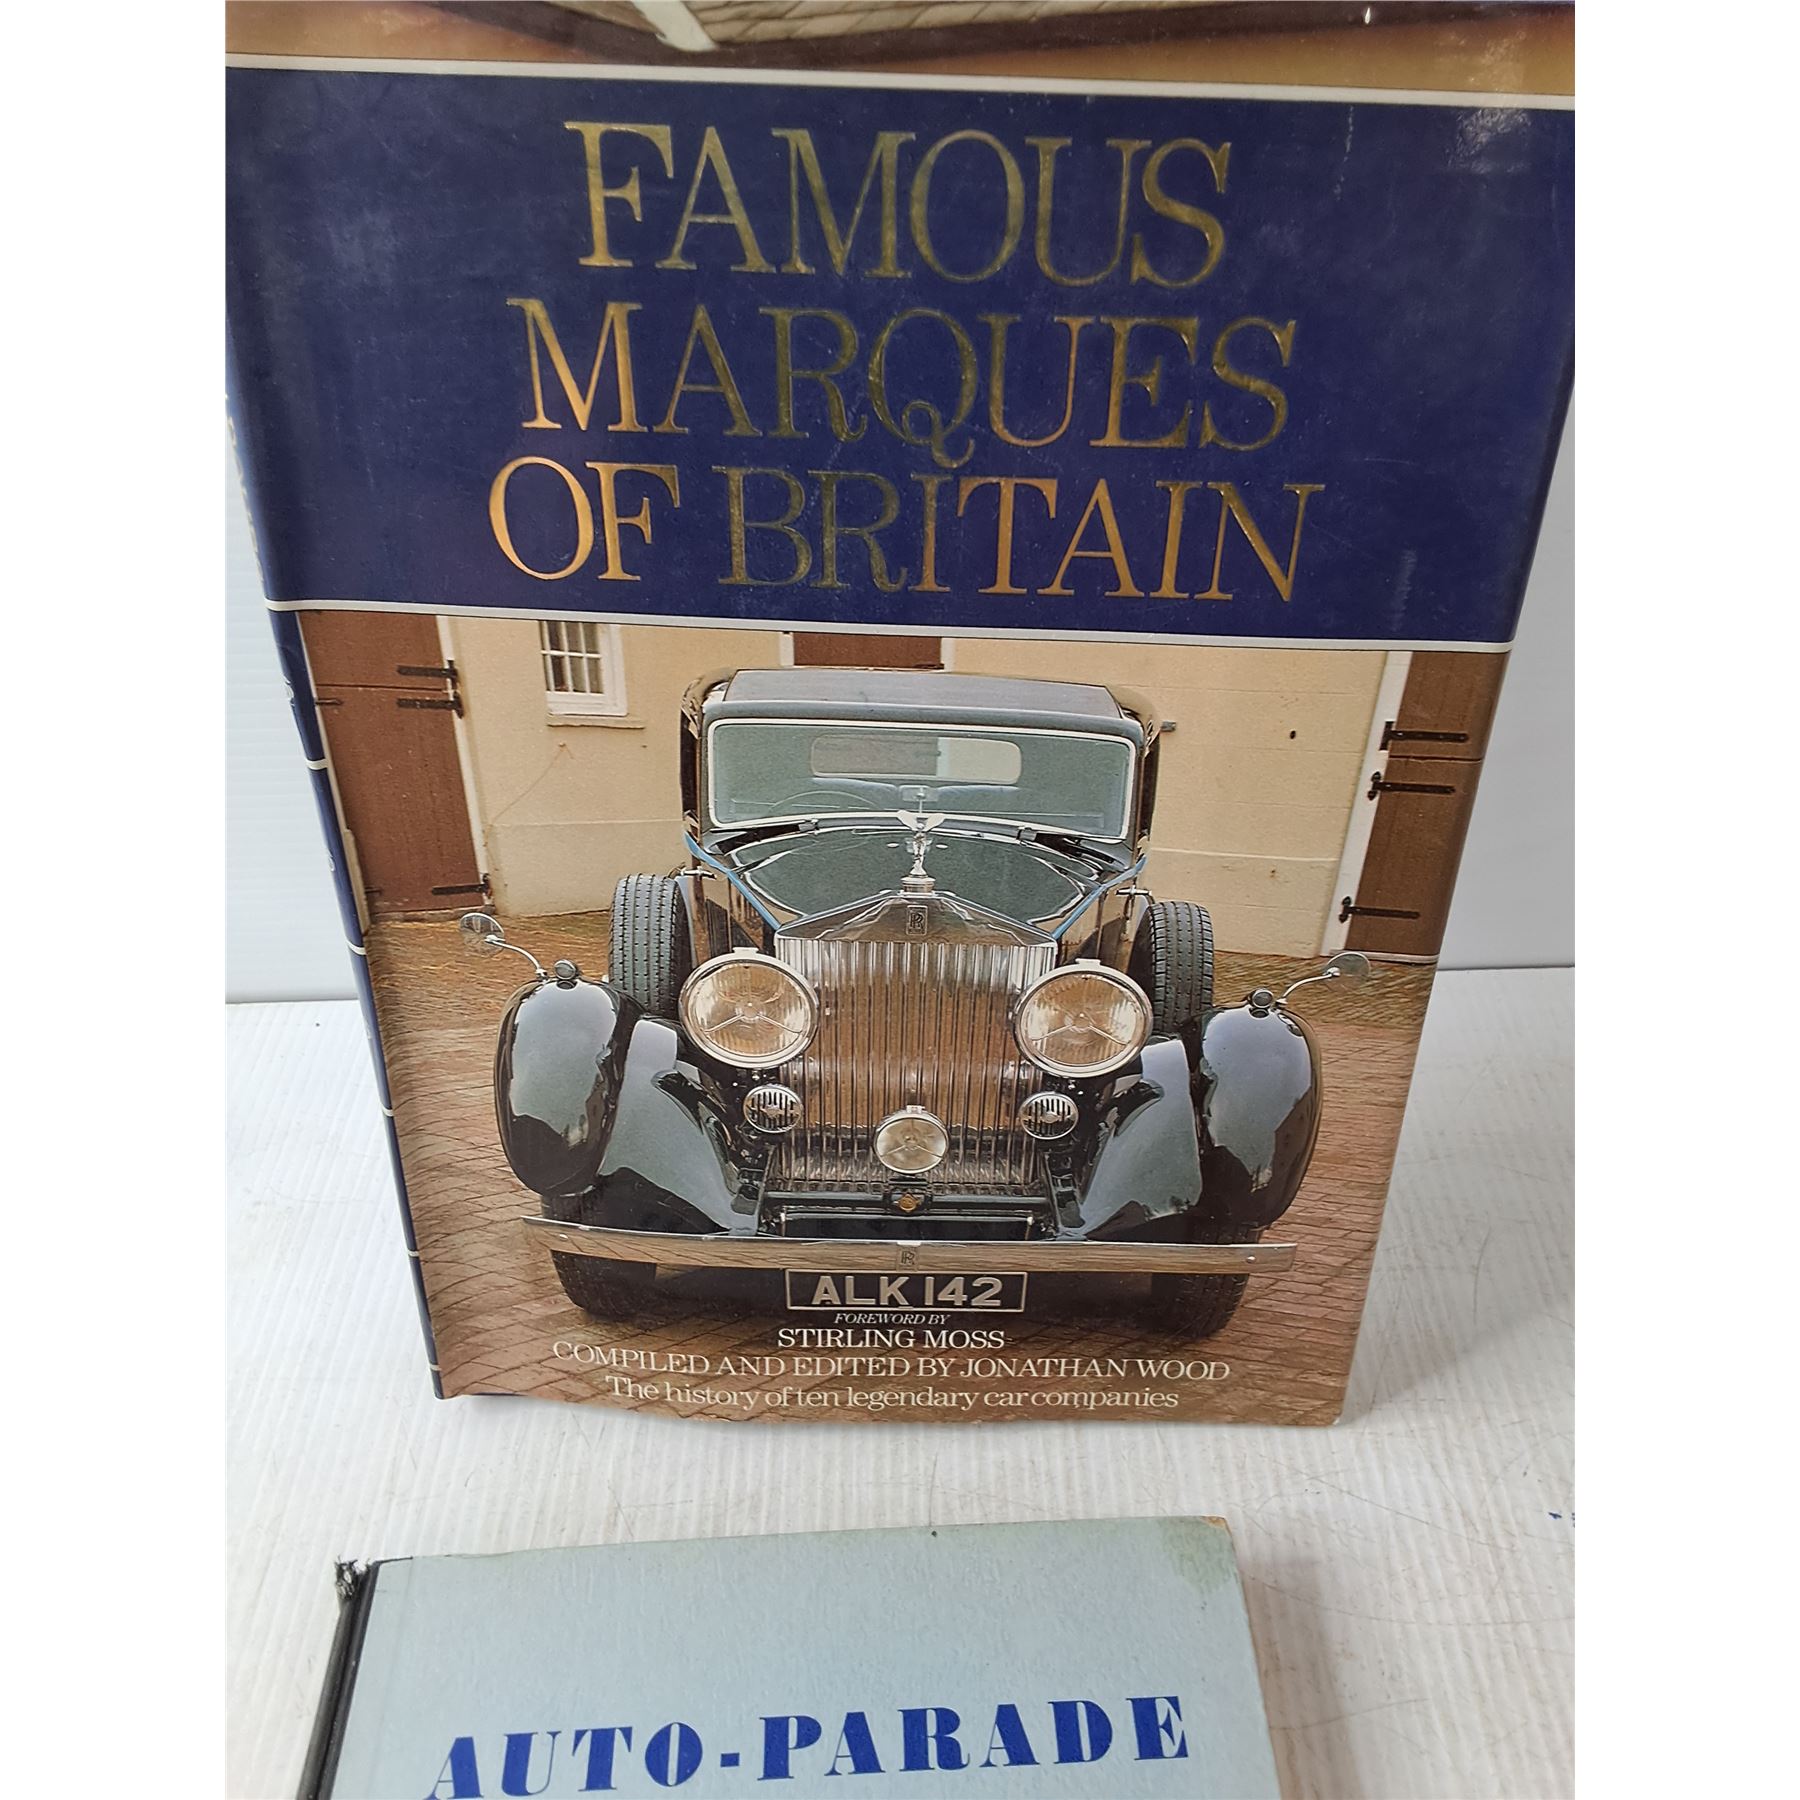 FAMOUS
MARQUES
OF BRITAIN
ALK 142
FOREWORD BY
STIRLING MOSS
COMPILED AND EDITED BY JONATHAN WOOD
The history of ten legendary car companies
AUTO-PARADE